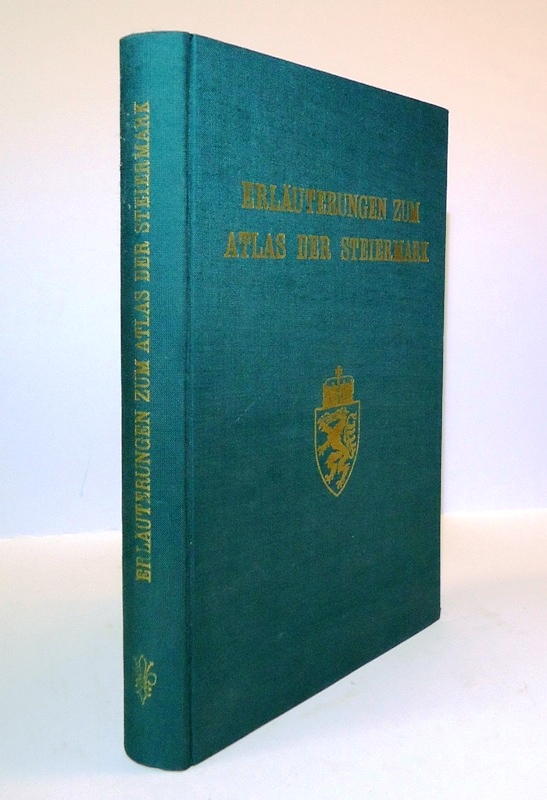 ERLÄUTERUNGEN ZUM ATLAS DER STEIERMARK
ERLÄUTERUNGEN ZUM
ATLAS DER STEIERMARK